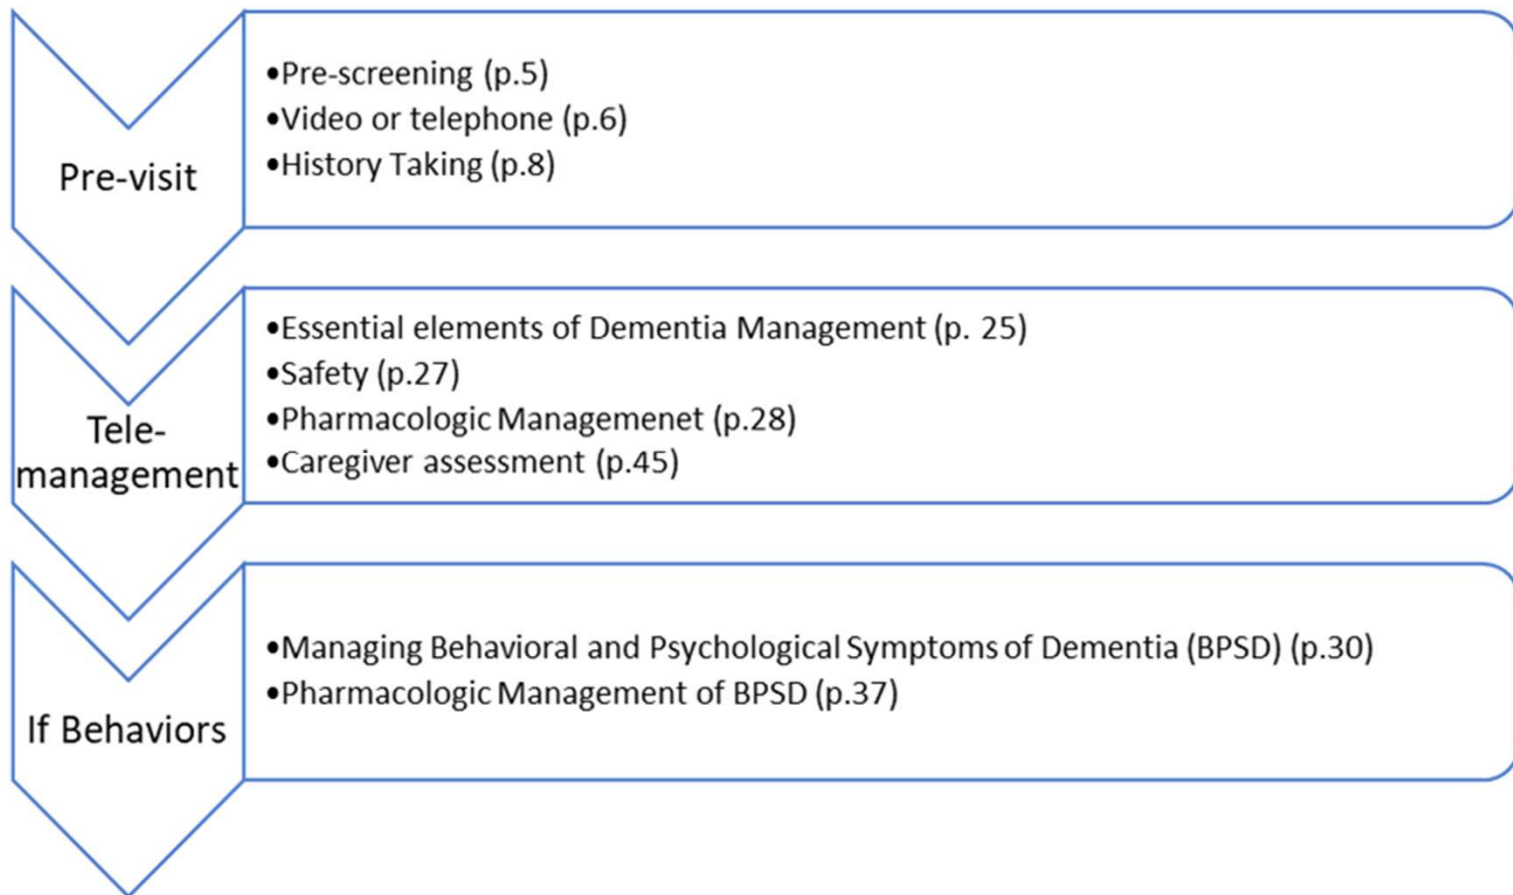 Pre-visit
•Pre-screening (p.5)
•Video or telephone (p.6)
•History Taking (p.8)
Tele-
management
•Essential elements of Dementia Management (p. 25)
•Safety (p.27)
•Pharmacologic Managemenet (p.28)
•Caregiver assessment (p.45)
If Behaviors
•Managing Behavioral and Psychological Symptoms of Dementia (BPSD) (p.30)
•Pharmacologic Management of BPSD (p.37)